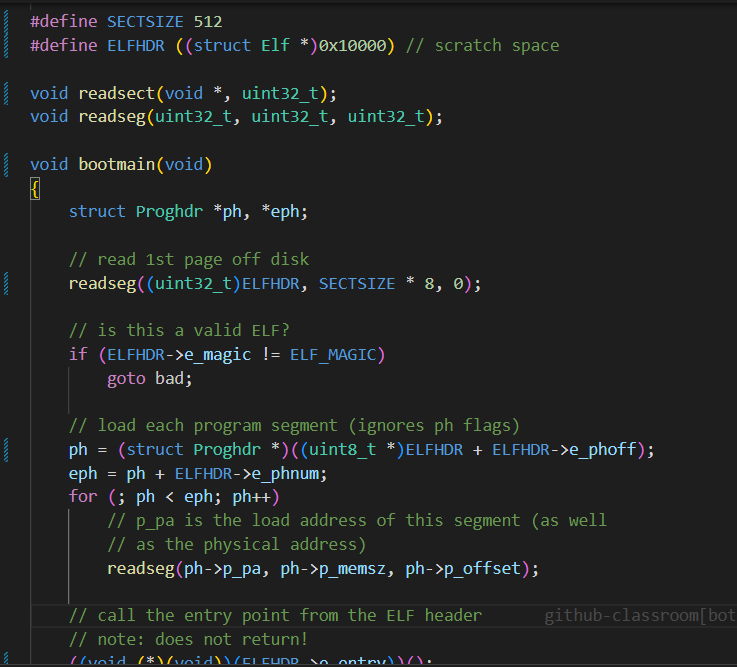 #define SECTSIZE 512
#define ELFHDR ((struct Elf *)0x10000) // scratch space
void readsect(void *, uint32_t);
void readseg(uint32_t, uint32_t, uint32_t);
void bootmain(void)
{
struct Proghdr *ph, *eph;
// read 1st page off disk
readseg((uint32_t)ELFHDR, SECTSIZE * 8, 0);
// is this a valid ELF?
if (ELFHDR->e_magic != ELF_MAGIC)
goto bad;
// load each program segment (ignores ph flags)
ph = (struct Proghdr *)((uint8_t *)ELFHDR + ELFHDR->e_phoff);
eph = ph + ELFHDR->e_phnum;
for (; ph < eph; ph++)
// p_pa is the load address of this segment (as well
// as the physical address)
readseg(ph->p_pa, ph->p_memsz, ph->p_offset);
// call the entry point from the ELF header github-classroom[bot
// note: does not return!
((void (*)(void))(ELFHDR->e_entry))();